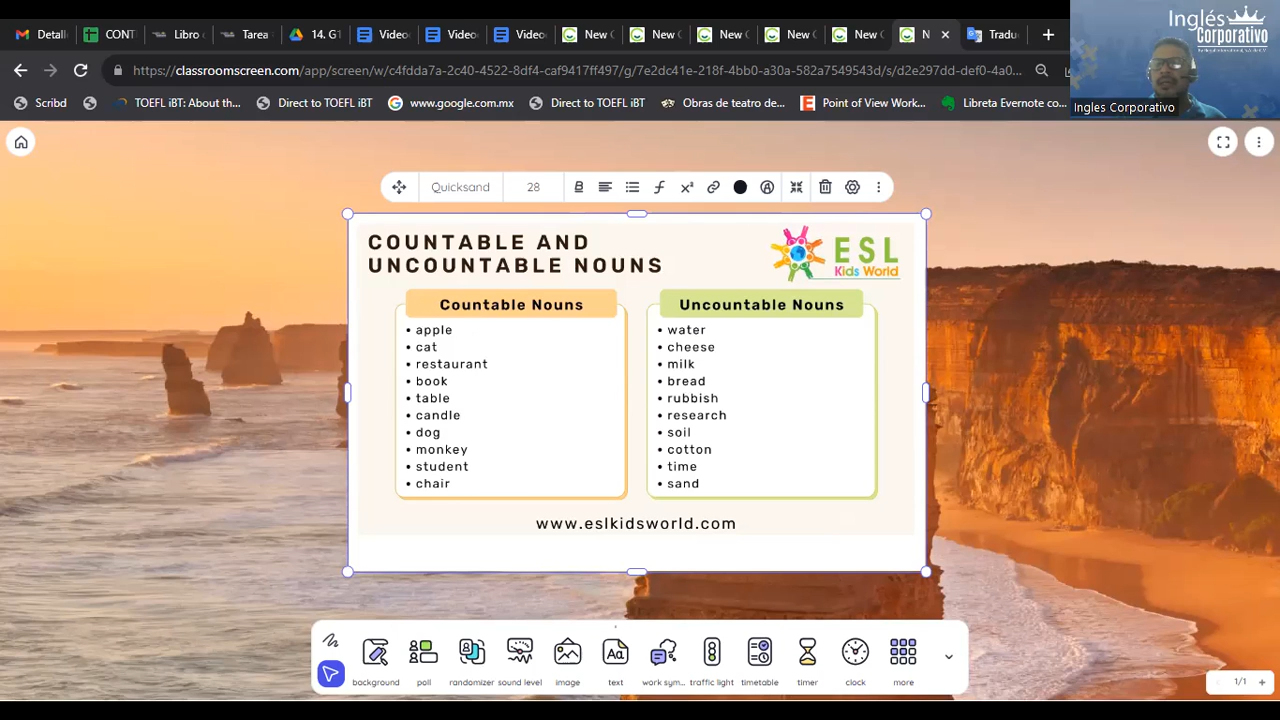 Detall
CONT
Libro
Tarea
14. G1
Videoc
Videoc
Videoc
New C
New C
New C
New C
New C
N
Tradu
https://classroomscreen.com/app/screen/w/c4fdda7a-2c40-4522-8df4-caf9417ff497/g/7e2dc41e-218f-4bb0-a30a-582a7549543d/s/d2e297dd-def0-4a0...
Scribd
TOEFL iBT: About th...
Direct to TOEFL iBT
www.google.com.mx
Direct to TOEFL iBT
Obras de teatro de...
Point of View Work...
Libreta Evernote co...
Inglés
Corporativo
Ingles Corporativo
Quicksand 28
COUNTABLE AND
UNCOUNTABLE NOUNS
ESL
Kids World
Countable Nouns
• apple
• cat
• restaurant
• book
• table
• candle
• dog
• monkey
• student
• chair
Uncountable Nouns
• water
• cheese
• milk
• bread
• rubbish
• research
• soil
• cotton
• time
• sand
www.eslkidsworld.com
background
poll
randomizer
sound level
image
text
work sym...
traffic light
timetable
timer
clock
more
1/1